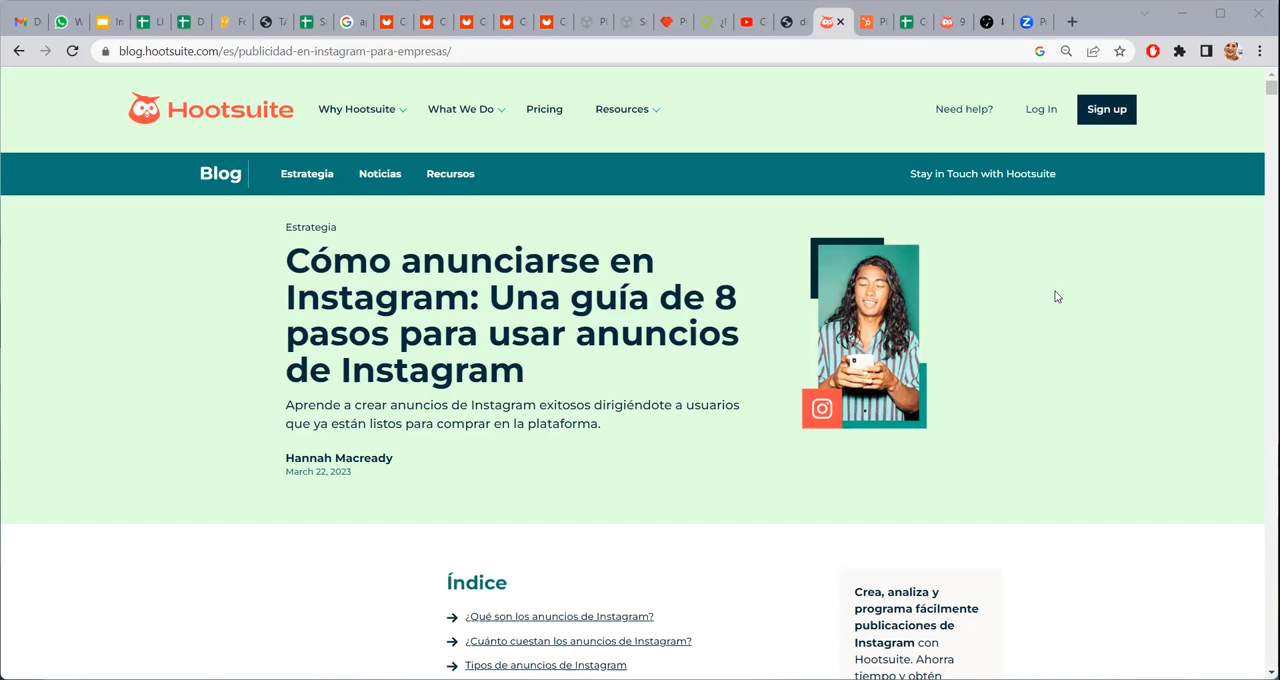 blog.hootsuite.com/es/publicidad-en-instagram-para-empresas/
Hootsuite
Why Hootsuite
What We Do
Pricing
Resources
Need help?
Log In
Sign up
Blog
Estrategia
Noticias
Recursos
Stay in Touch with Hootsuite
Estrategia
Cómo anunciarse en
Instagram: Una guía de 8
pasos para usar anuncios
de Instagram
Aprende a crear anuncios de Instagram exitosos dirigiéndote a usuarios
que ya están listos para comprar en la plataforma.
Hannah Macready
March 22, 2023
Índice
¿Qué son los anuncios de Instagram?
¿Cuánto cuestan los anuncios de Instagram?
Tipos de anuncios de Instagram
Crea, analiza y
programa fácilmente
publicaciones de
Instagram con
Hootsuite. Ahorra
tiempo y obtén